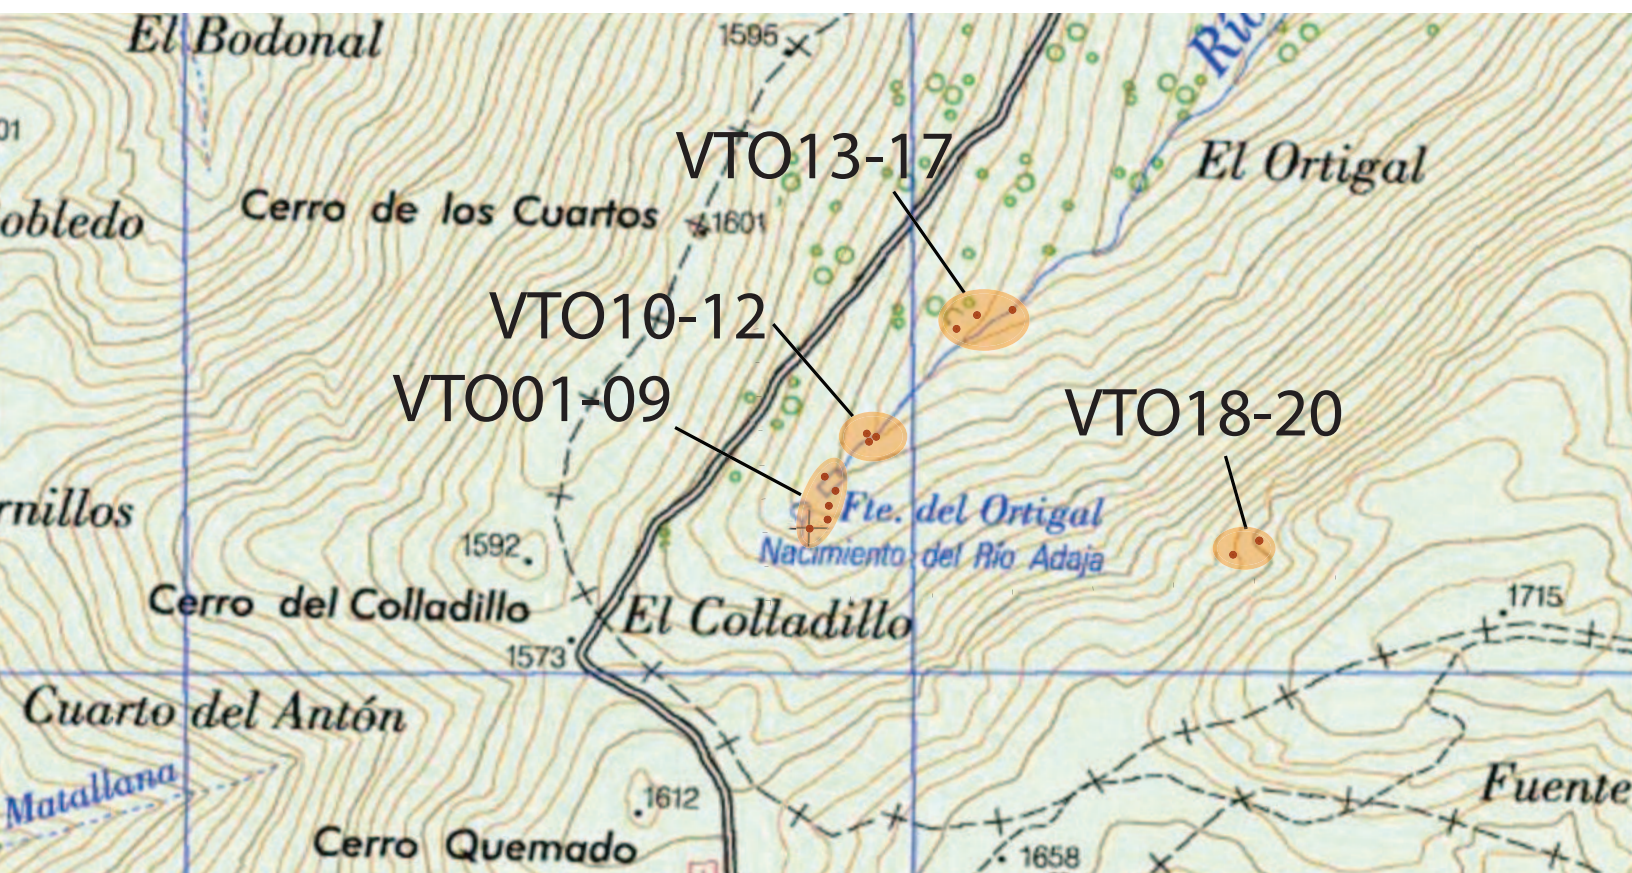 El Bodonal
1595
Río
01
VTO13-17
El Ortigal
obledo
Cerro de los Cuartos
1601
VTO10-12
VTO01-09
VTO18-20
rnillos
Fte. del Ortigal
1592
Nacimiento del Río Adaja
Cerro del Colladillo
El Colladillo
1715
1573
Cuarto del Antón
Matallana
1612
Fuente
Cerro Quemado
1658